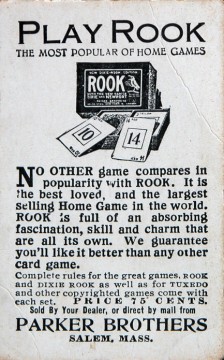 PLAY ROOK
THE MOST POPULAR OF HOME GAMES
ROOK
10
14
NO OTHER game compares in
popularity with ROOK. It is
the best loved, and the largest
selling Home Game in the world.
ROOK is full of an absorbing
fascination, skill and charm that
are all its own. We guarantee
you'll like it better than any other
card game.
Complete rules for the great games, ROOK
and DIXIE ROOK as well as for TUXEDO
and other copyrighted games come with
each set. PRICE 75 CENTS.
Sold By Your Dealer, or direct by mail from
PARKER BROTHERS
SALEM, MASS.